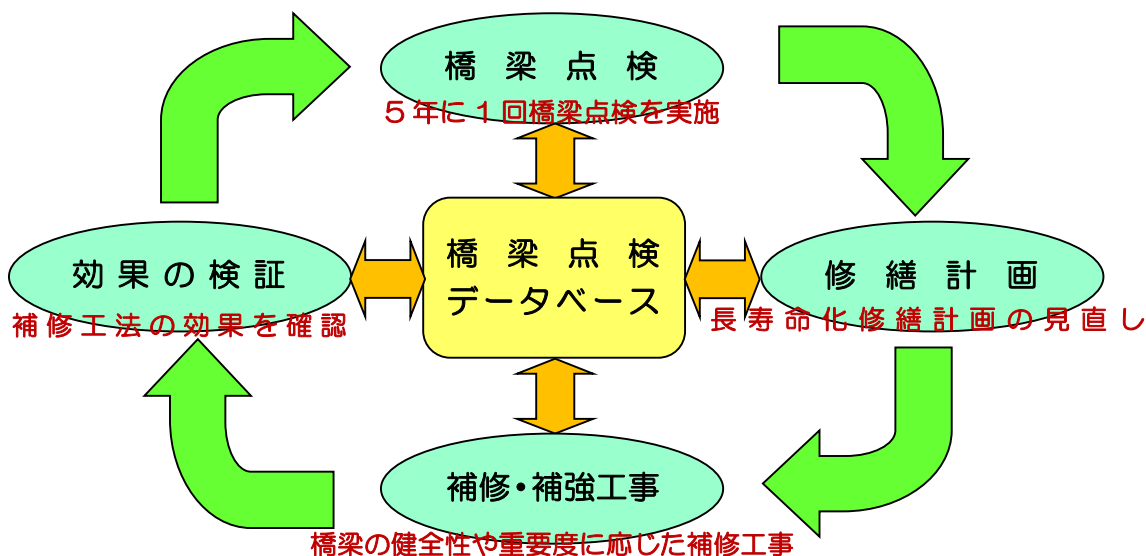 橋梁点検
5年に1回橋梁点検を実施
橋梁点検
データベース
効果の検証
補修工法の効果を確認
修繕計画
長寿命化修繕計画の見直し
補修・補強工事
橋梁の健全性や重要度に応じた補修工事